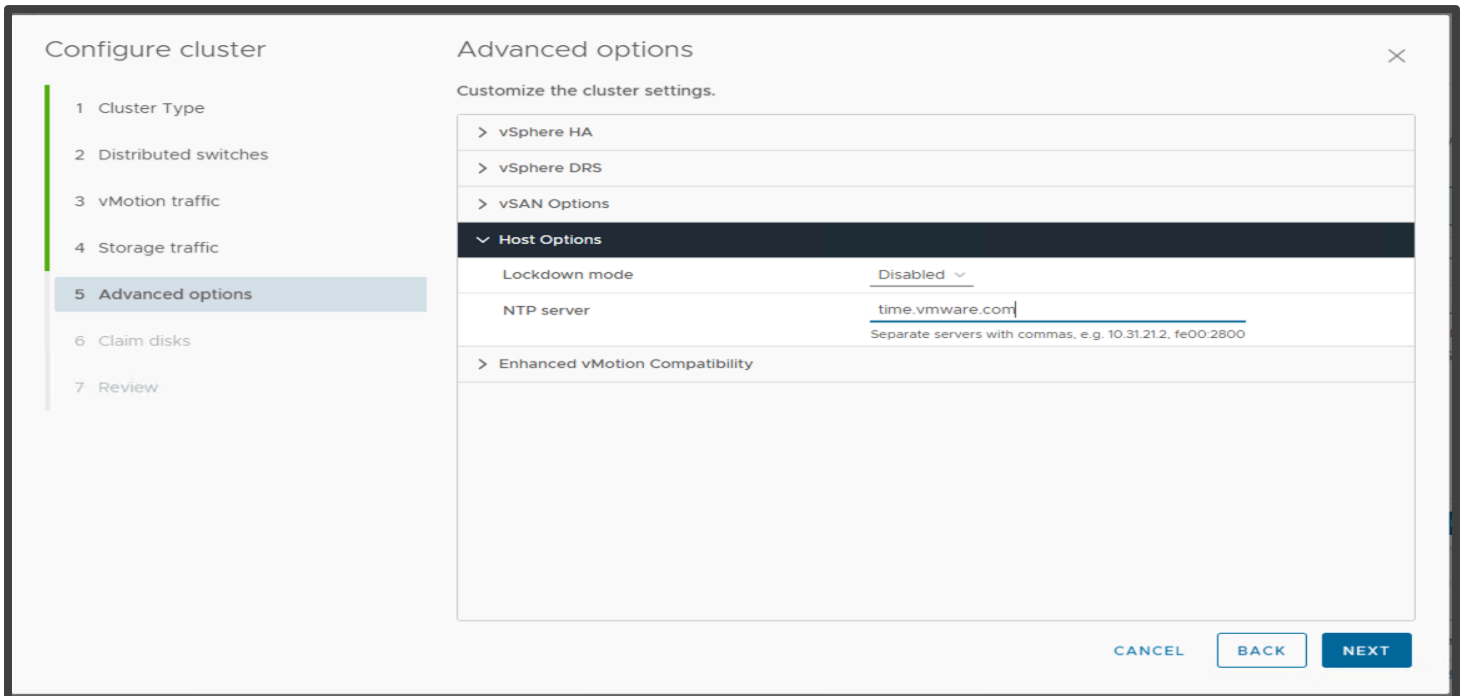 Configure cluster
1 Cluster Type
2 Distributed switches
3 vMotion traffic
4 Storage traffic
5 Advanced options
6 Claim disks
7 Review
Advanced options
Customize the cluster settings.
vSphere HA
vSphere DRS
vSAN Options
Host Options
Lockdown mode Disabled
NTP server time.vmware.com
Separate servers with commas, e.g. 10.31.21.2, fe00:2800
Enhanced vMotion Compatibility
CANCEL BACK NEXT